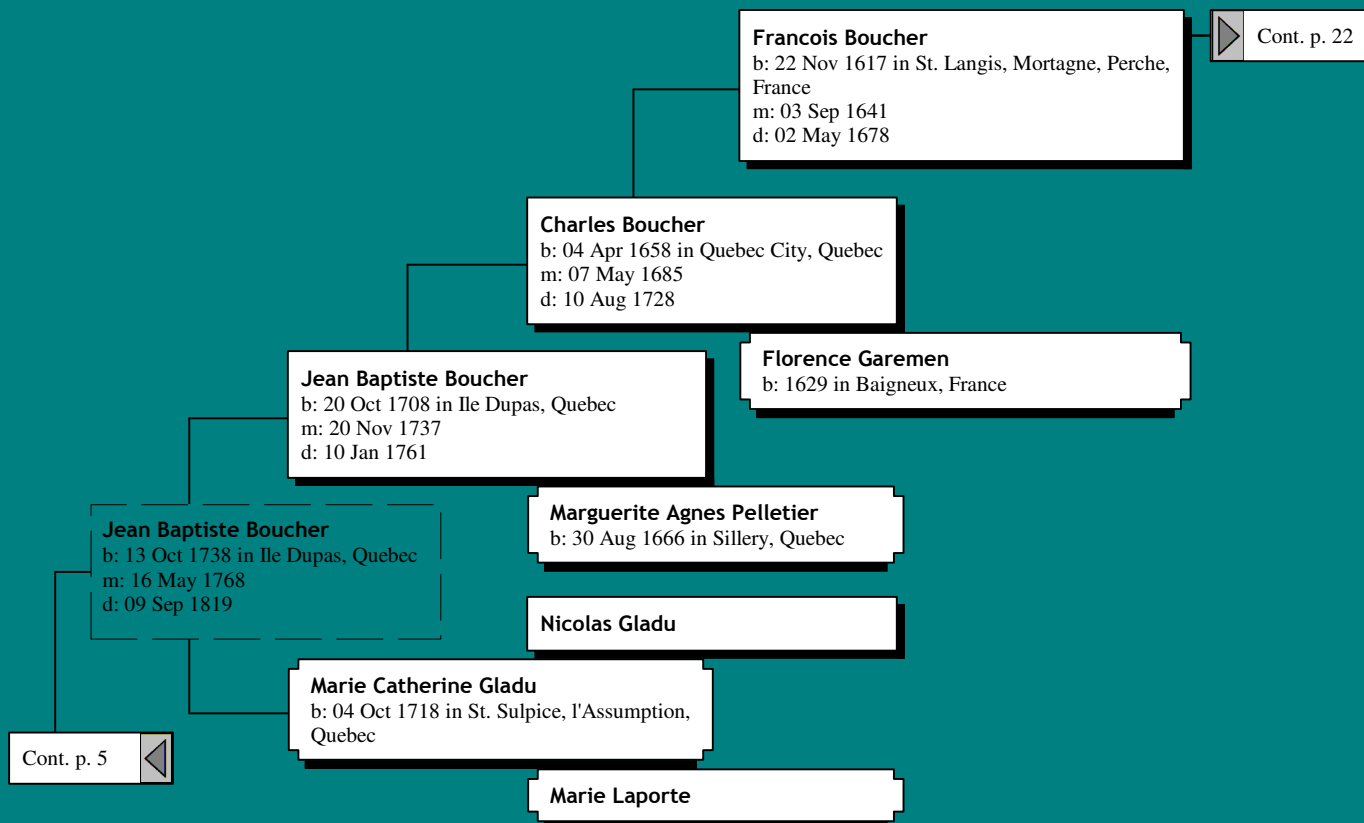 Francois Boucher
b: 22 Nov 1617 in St. Langis, Mortagne, Perche,
France
m: 03 Sep 1641
d: 02 May 1678
Cont. p. 22
Charles Boucher
b: 04 Apr 1658 in Quebec City, Quebec
m: 07 May 1685
d: 10 Aug 1728
Florence Garemen
b: 1629 in Baigneux, France
Jean Baptiste Boucher
b: 20 Oct 1708 in Ile Dupas, Quebec
m: 20 Nov 1737
d: 10 Jan 1761
Marguerite Agnes Pelletier
b: 30 Aug 1666 in Sillery, Quebec
Jean Baptiste Boucher
b: 13 Oct 1738 in Ile Dupas, Quebec
m: 16 May 1768
d: 09 Sep 1819
Nicolas Gladu
Marie Catherine Gladu
b: 04 Oct 1718 in St. Sulpice, l'Assumption,
Quebec
Cont. p. 5
Marie Laporte